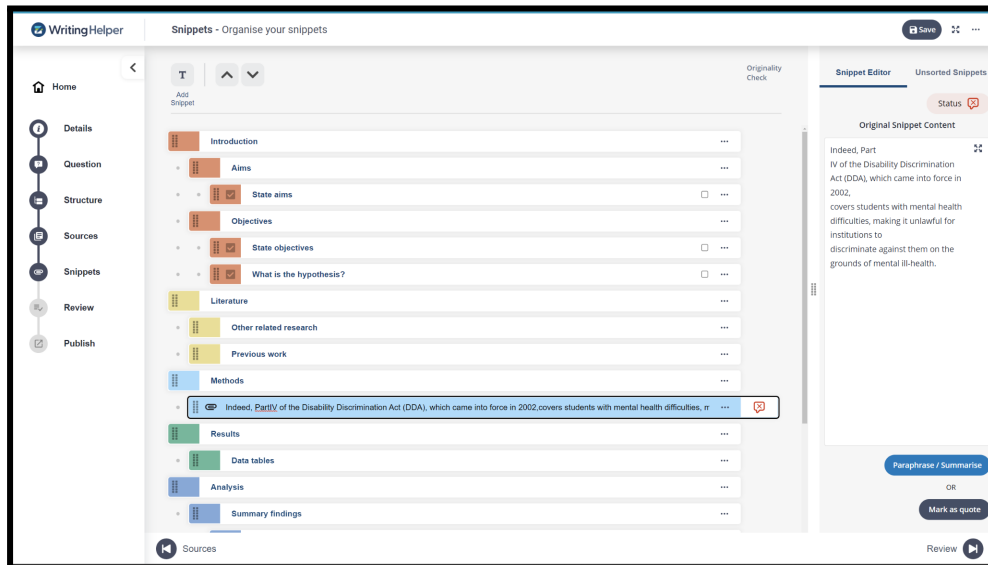 WritingHelper
Snippets - Organise your snippets
Save
Home
Details
Question
Structure
Sources
Snippets
Review
Publish
T
Add
Snippet
Originality
Check
Introduction
Aims
State aims
Objectives
State objectives
What is the hypothesis?
Literature
Other related research
Previous work
Methods
Indeed, PartIV of the Disability Discrimination Act (DDA), which came into force in 2002,covers students with mental health difficulties, m
Results
Data tables
Analysis
Summary findings
Sources
Snippet Editor
Unsorted Snippets
Status
Original Snippet Content
Indeed, Part
IV of the Disability Discrimination
Act (DDA), which came into force in
2002,
covers students with mental health
difficulties, making it unlawful for
institutions to
discriminate against them on the
grounds of mental ill-health.
Paraphrase / Summarise
OR
Mark as quote
Review